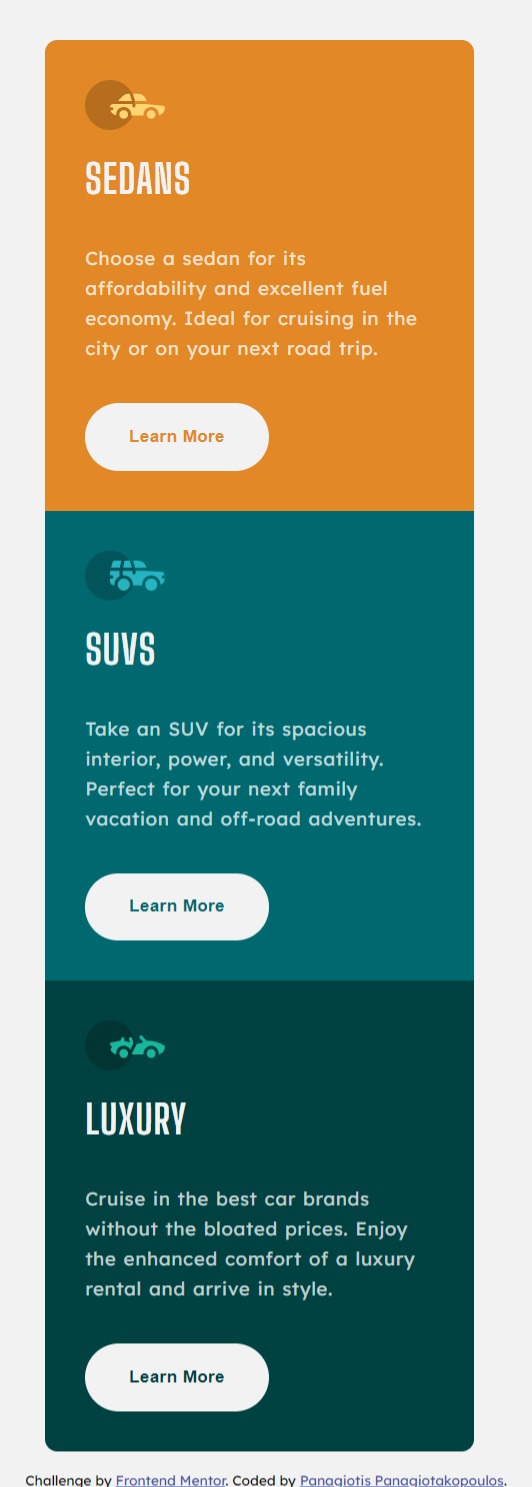 SEDANS
Choose a sedan for its
affordability and excellent fuel
economy. Ideal for cruising in the
city or on your next road trip.
Learn More
SUVS
Take an SUV for its spacious
interior, power, and versatility.
Perfect for your next family
vacation and off-road adventures.
Learn More
LUXURY
Cruise in the best car brands
without the bloated prices. Enjoy
the enhanced comfort of a luxury
rental and arrive in style.
Learn More
Challenge by Frontend Mentor. Coded by Panagiotis Panagiotakopoulos.